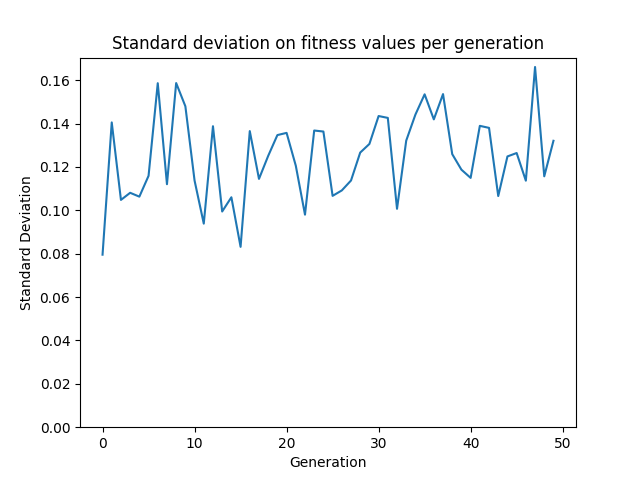 Standard deviation on fitness values per generation
0.16
0.14
0.12
0.10
0.08
0.06
0.04
0.02
0.00
Standard Deviation
0 10 20 30 40 50
Generation